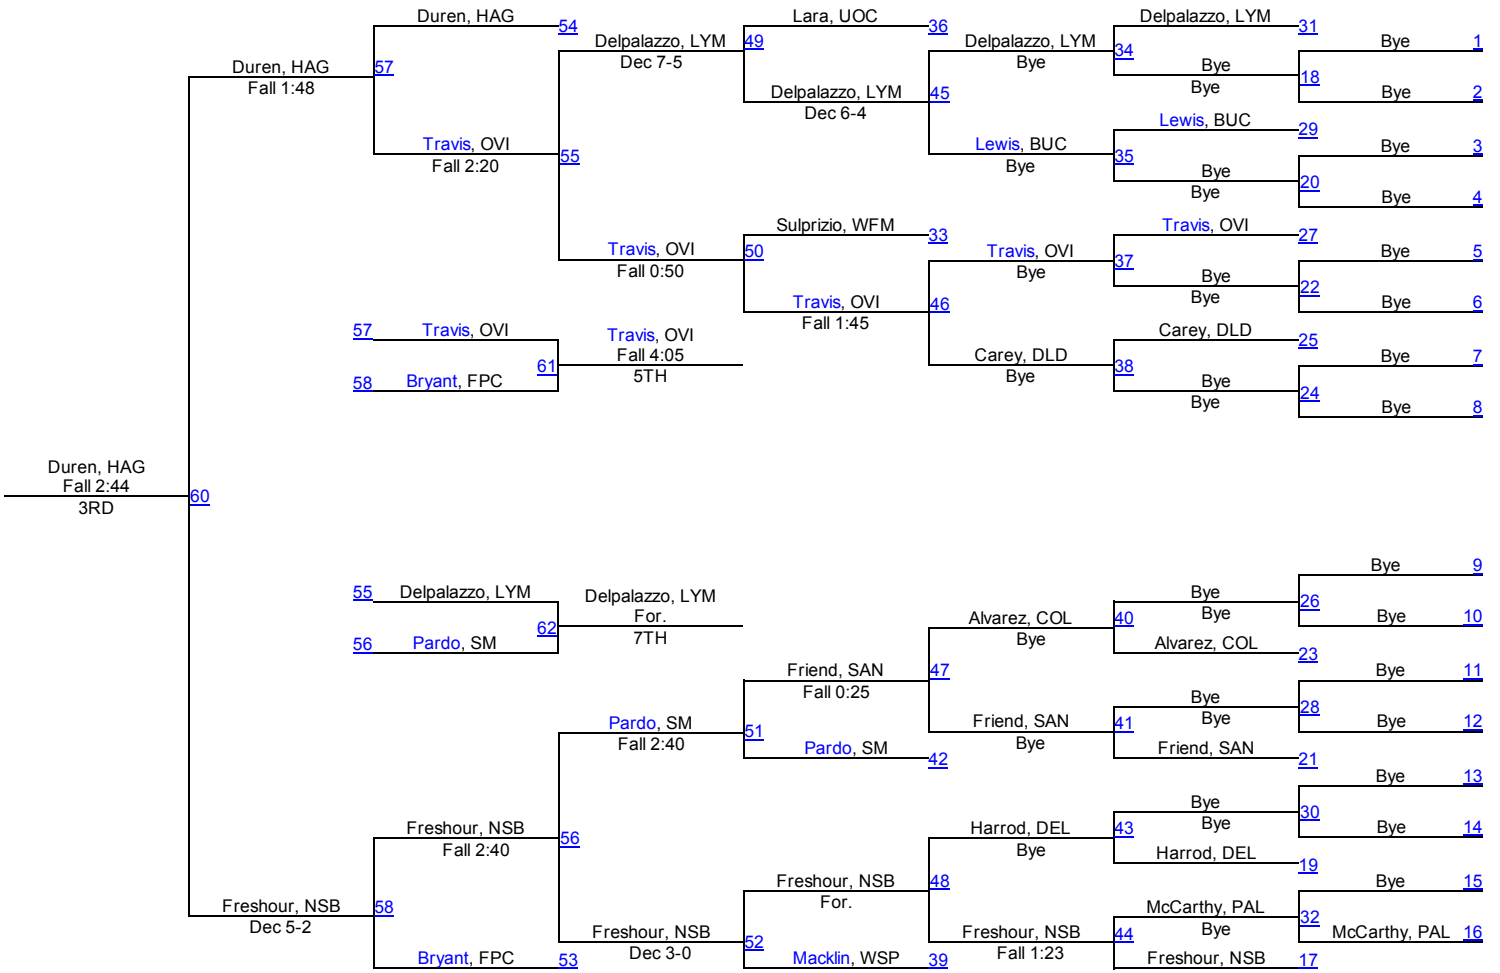 Duren, HAG
54
Lara, UOC
36
Delpalazzo, LYM
31
Delpalazzo, LYM
49
Delpalazzo, LYM
34
Bye
1
Dec 7-5
Bye
Bye
18
Duren, HAG
57
Bye
Fall 1:48
Delpalazzo, LYM
45
Bye
2
Dec 6-4
Lewis, BUC
29
Travis, OVI
55
Lewis, BUC
35
Bye
3
Fall 2:20
Bye
Bye
20
Bye
Bye
4
Sulprizio, WFM
33
Travis, OVI
27
Travis, OVI
50
Travis, OVI
37
Bye
5
Fall 0:50
Bye
Bye
22
Bye
Travis, OVI
46
Bye
6
Fall 1:45
57
Travis, OVI
Travis, OVI
Carey, DLD
25
Fall 4:05
Carey, DLD
38
Bye
7
61
5TH
Bye
58
Bryant, FPC
Bye
24
Bye
Bye
8
Duren, HAG
Fall 2:44
60
3RD
Bye
9
55
Delpalazzo, LYM
Delpalazzo, LYM
Bye
26
For.
Alvarez, COL
40
Bye
Bye
10
62
7TH
Bye
56
Pardo, SM
Alvarez, COL
23
Friend, SAN
47
Bye
11
Fall 0:25
Bye
28
Pardo, SM
51
Friend, SAN
41
Bye
Bye
12
Fall 2:40
Pardo, SM
42
Bye
Friend, SAN
21
Bye
13
Bye
30
Freshour, NSB
56
Harrod, DEL
43
Bye
Bye
14
Fall 2:40
Bye
Harrod, DEL
19
Freshour, NSB
48
Bye
15
For.
Freshour, NSB
58
McCarthy, PAL
32
Dec 5-2
Freshour, NSB
52
Freshour, NSB
44
Bye
McCarthy, PAL
16
Bryant, FPC
53
Dec 3-0
Macklin, WSP
39
Fall 1:23
Freshour, NSB
17